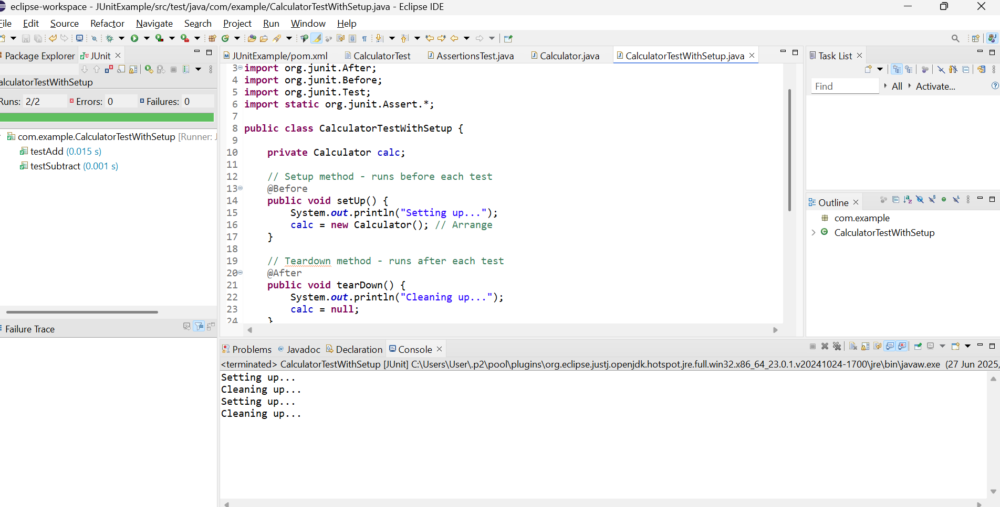 eclipse-workspace - JUnitExample/src/test/java/com/example/CalculatorTestWithSetup.java - Eclipse IDE
File Edit Source Refactor Navigate Search Project Run Window Help
Package Explorer JUnit
alculatorTestWithSetup
Runs: 2/2 Errors: 0 Failures: 0
com.example.CalculatorTestWithSetup [Runner: J
testAdd (0.015 s)
testSubtract (0.001 s)
Failure Trace
JUnitExample/pom.xml CalculatorTest AssertionsTest.java Calculator.java CalculatorTestWithSetup.java
3 import org.junit.After;
4 import org.junit.Before;
5 import org.junit.Test;
6 import static org.junit.Assert.*;
7
8 public class CalculatorTestWithSetup {
9
10 private Calculator calc;
11
12 // Setup method - runs before each test
13 @Before
14 public void setUp() {
15 System.out.println("Setting up...");
16 calc = new Calculator(); // Arrange
17 }
18
19 // Teardown method - runs after each test
20 @After
21 public void tearDown() {
22 System.out.println("Cleaning up...");
23 calc = null;
24 }
Task List
Find All Activate...
Outline
com.example
CalculatorTestWithSetup
Problems Javadoc Declaration Console
<terminated> CalculatorTestWithSetup [JUnit] C:\Users\User\.p2\pool\plugins\org.eclipse.justj.openjdk.hotspot.jre.full.win32.x86_64_23.0.1.v20241024-1700\jre\bin\javaw.exe (27 Jun 2025,
Setting up...
Cleaning up...
Setting up...
Cleaning up...